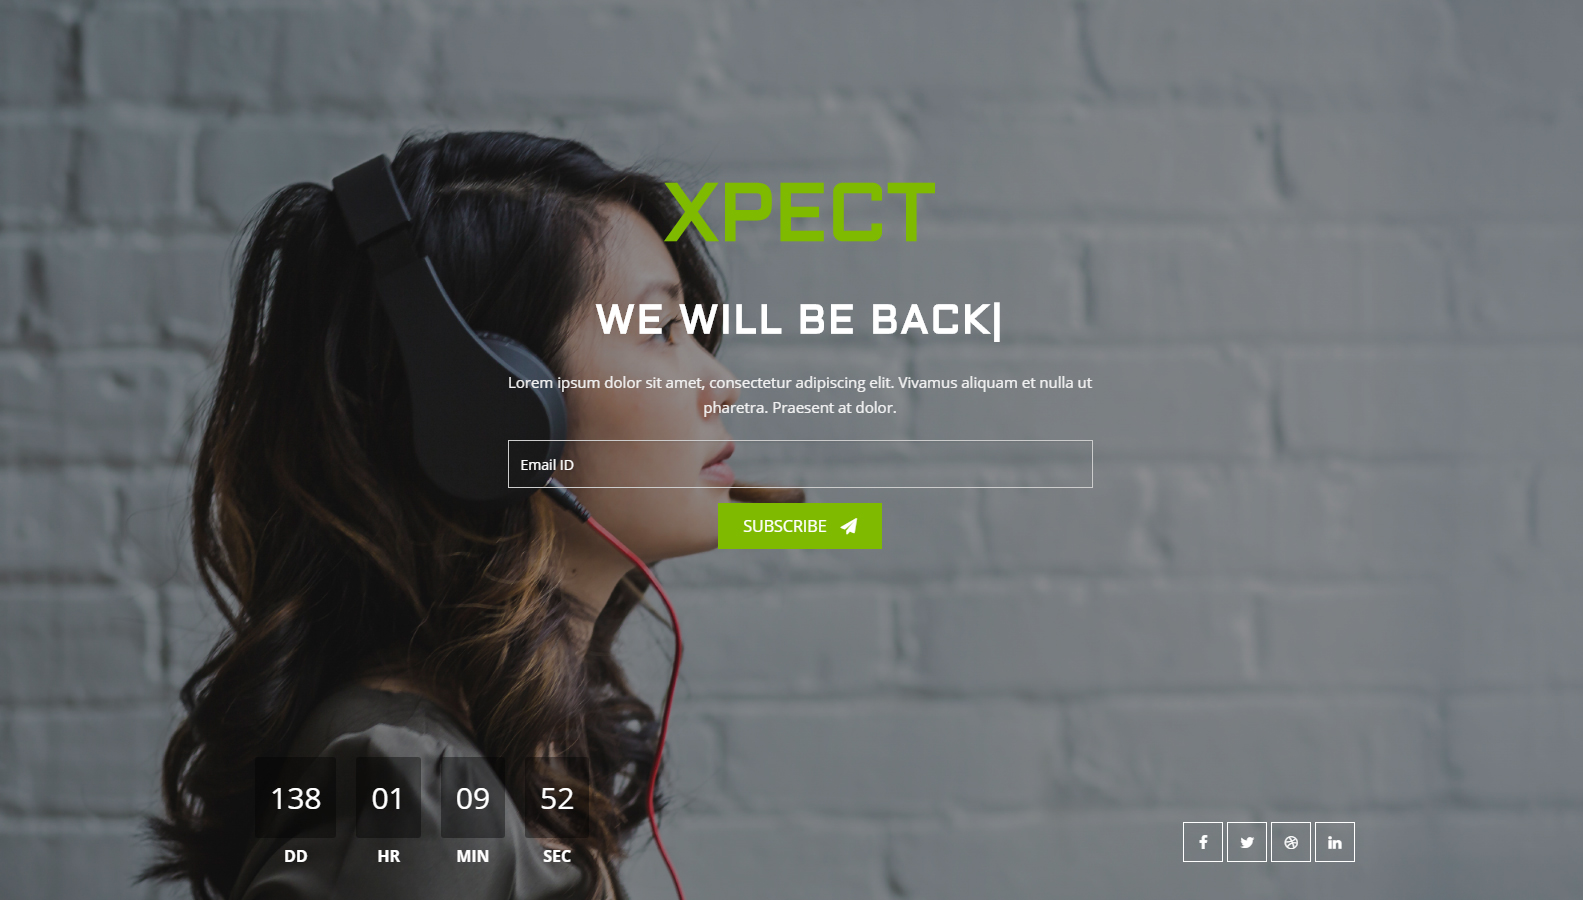 XPECT
WE WILL BE BACK|
Lorem ipsum dolor sit amet, consectetur adipiscing elit. Vivamus aliquam et nulla ut
pharetra. Praesent at dolor.
Email ID
SUBSCRIBE
138 01 09 52
DD HR MIN SEC